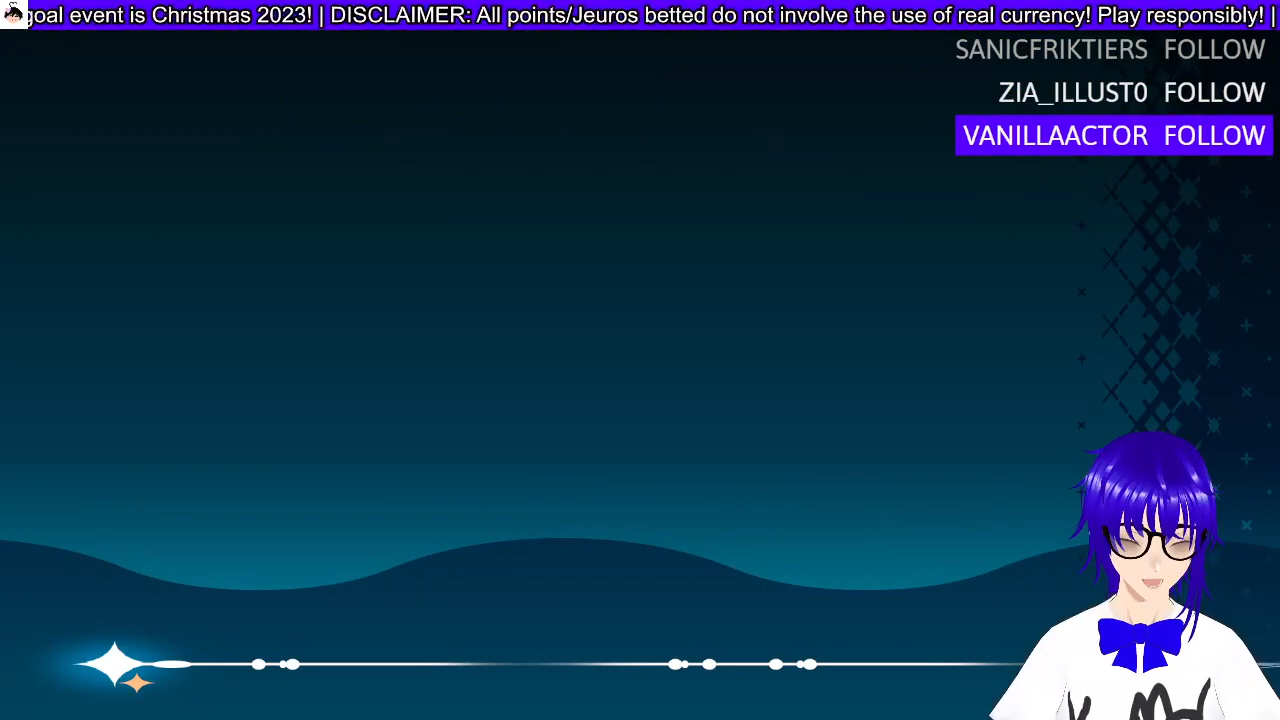 goal event is Christmas 2023! | DISCLAIMER: All points/Jeuros betted do not involve the use of real currency! Play responsibly! |
SANICFRIKTIERS FOLLOW
ZIA_ILLUST0 FOLLOW
VANILLAACTOR FOLLOW